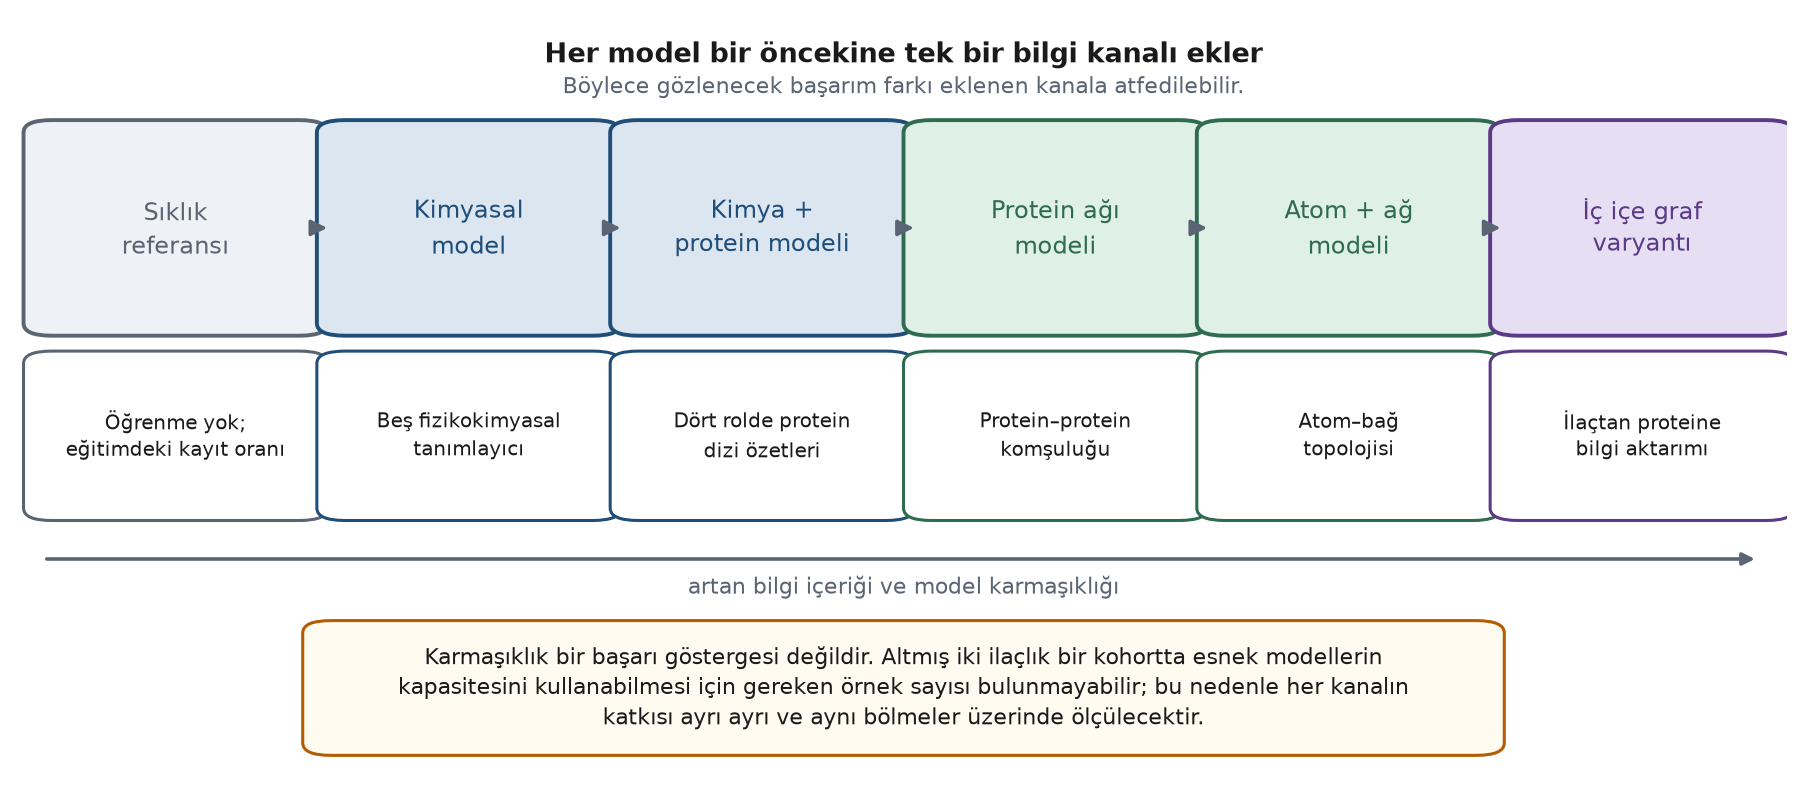 Her model bir öncekine tek bir bilgi kanalı ekler
Böylece gözlenecek başarım farkı eklenen kanala atfedilebilir.
Sıklık
referansı
Kimyasal
model
Kimya +
protein modeli
Protein ağı
modeli
Atom + ağ
modeli
İç içe graf
varyantı
Öğrenme yok;
eğitimdeki kayıt oranı
Beş fizikokimyasal
tanımlayıcı
Dört rolde protein
dizi özetleri
Protein–protein
komşuluğu
Atom–bağ
topolojisi
İlaçtan proteine
bilgi aktarımı
artan bilgi içeriği ve model karmaşıklığı
Karmaşıklık bir başarı göstergesi değildir. Altmış iki ilaçlık bir kohortta esnek modellerin
kapasitesini kullanabilmesi için gereken örnek sayısı bulunmayabilir; bu nedenle her kanalın
katkısı ayrı ayrı ve aynı bölmeler üzerinde ölçülecektir.